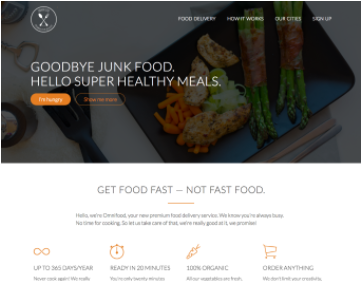 FOOD DELIVERY HOW IT WORKS OUR CITIES SIGN UP
GOODBYE JUNK FOOD.
HELLO SUPER HEALTHY MEALS.
I'm hungry Show me more
GET FOOD FAST — NOT FAST FOOD.
Hello, we're Omnifood, your new premium food delivery service. We know you're always busy.
No time for cooking. So let us take care of that, we're really good at it, we promise!
UP TO 365 DAYS/YEAR READY IN 20 MINUTES 100% ORGANIC ORDER ANYTHING
Never cook again! We really You're only twenty minutes All our vegetables are fresh, We don't limit your creativity,